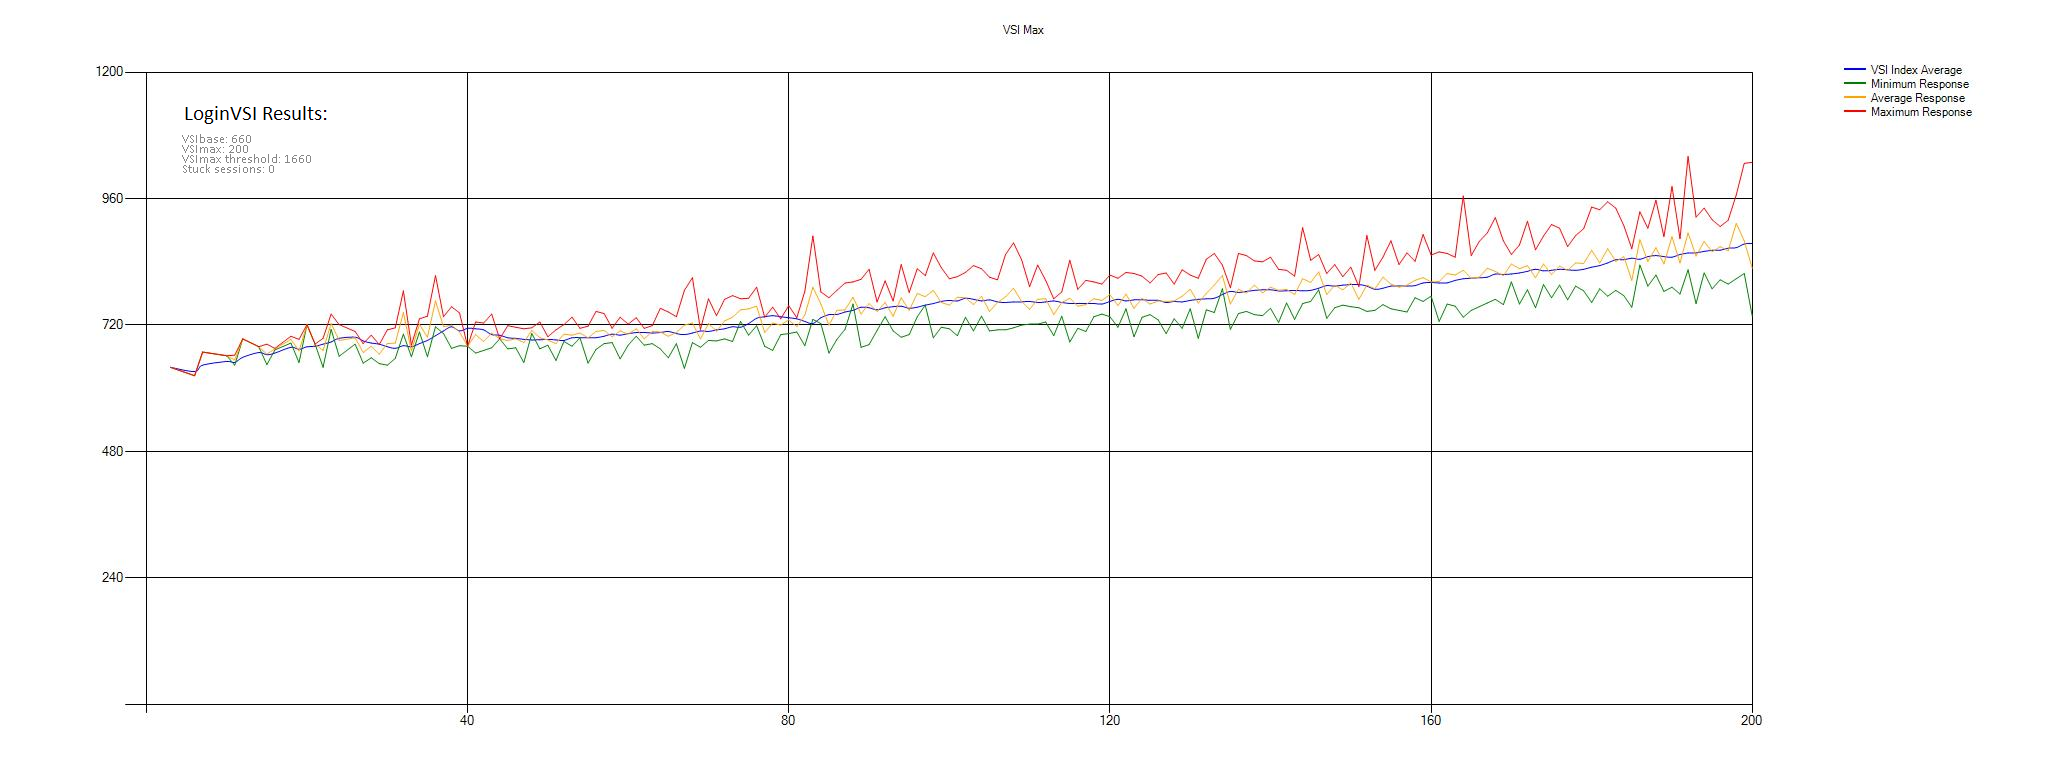 VSI Max
1200
960
720
480
240
LoginVSI Results:
VSIbase: 660
VSImax: 200
VSImax threshold: 1660
Stuck sessions: 0
VSI Index Average
Minimum Response
Average Response
Maximum Response
40 80 120 160 200